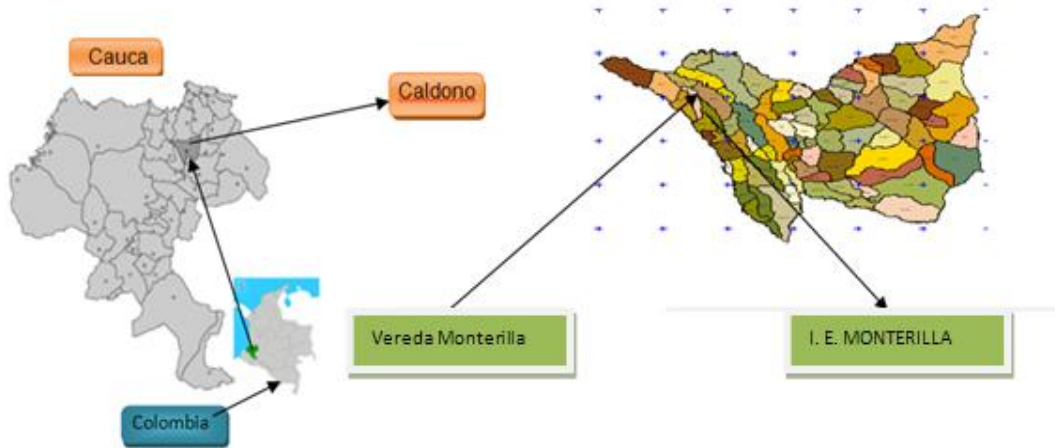 Cauca
Caldono
Vereda Monterilla
I. E. MONTERILLA
Colombia